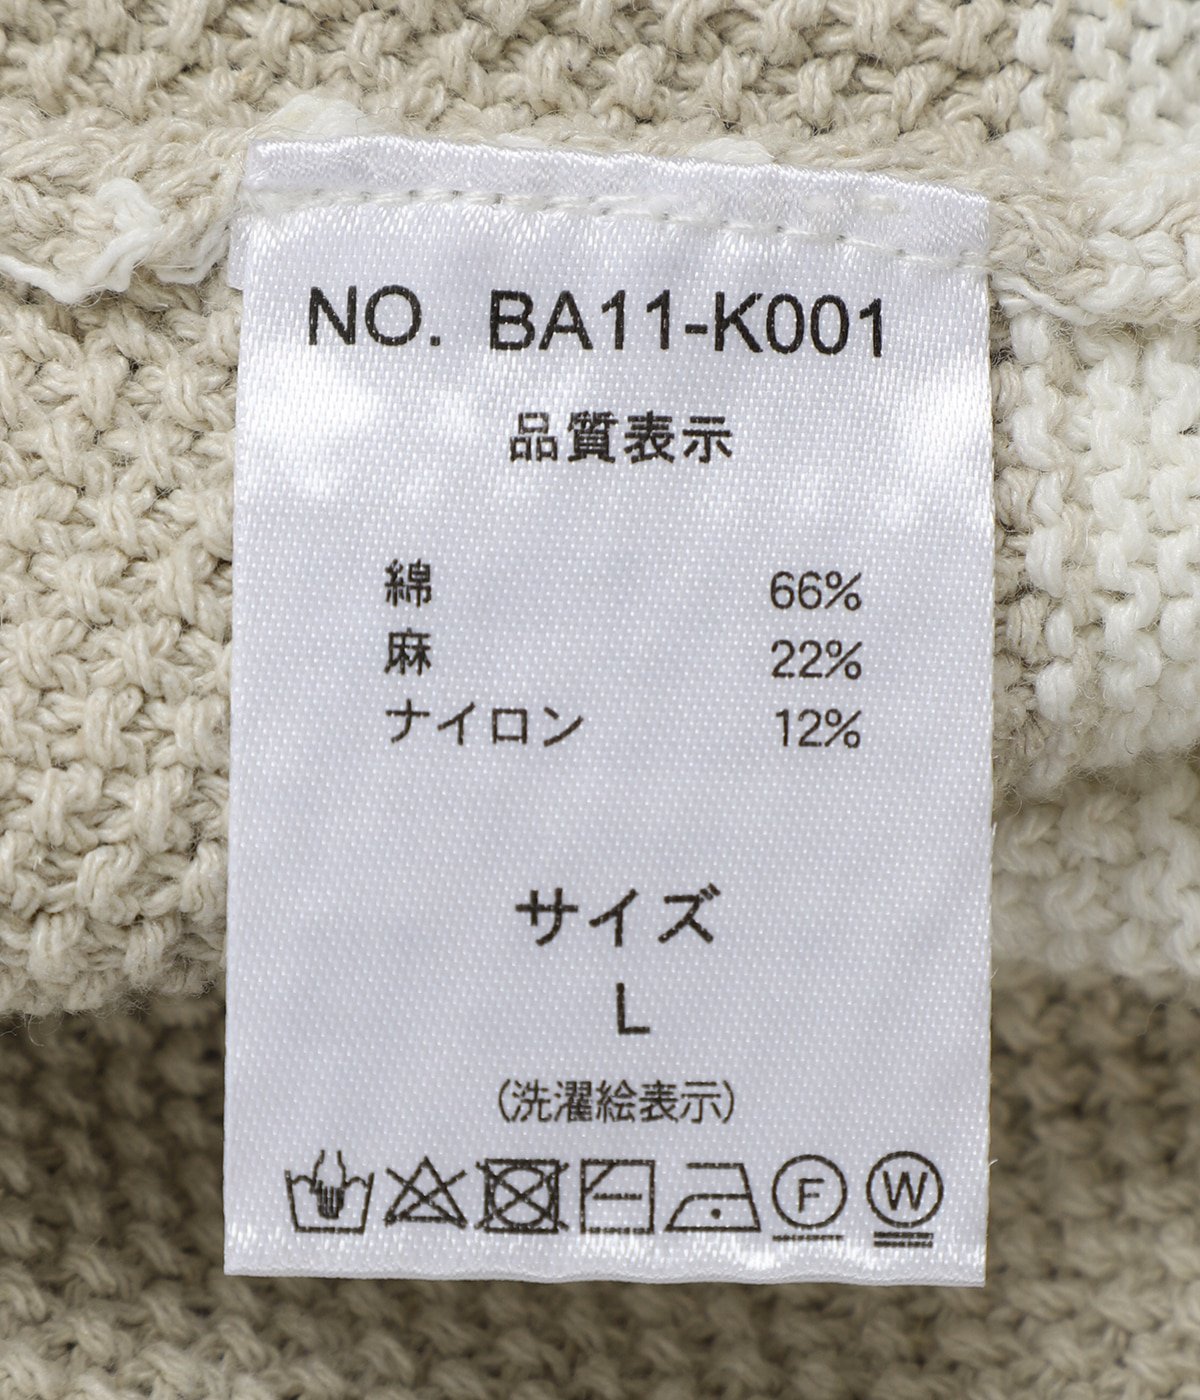 NO. BA11-K001
品質表示
綿 66%
麻 22%
ナイロン 12%
サイズ
L
(洗濯絵表示)
F W